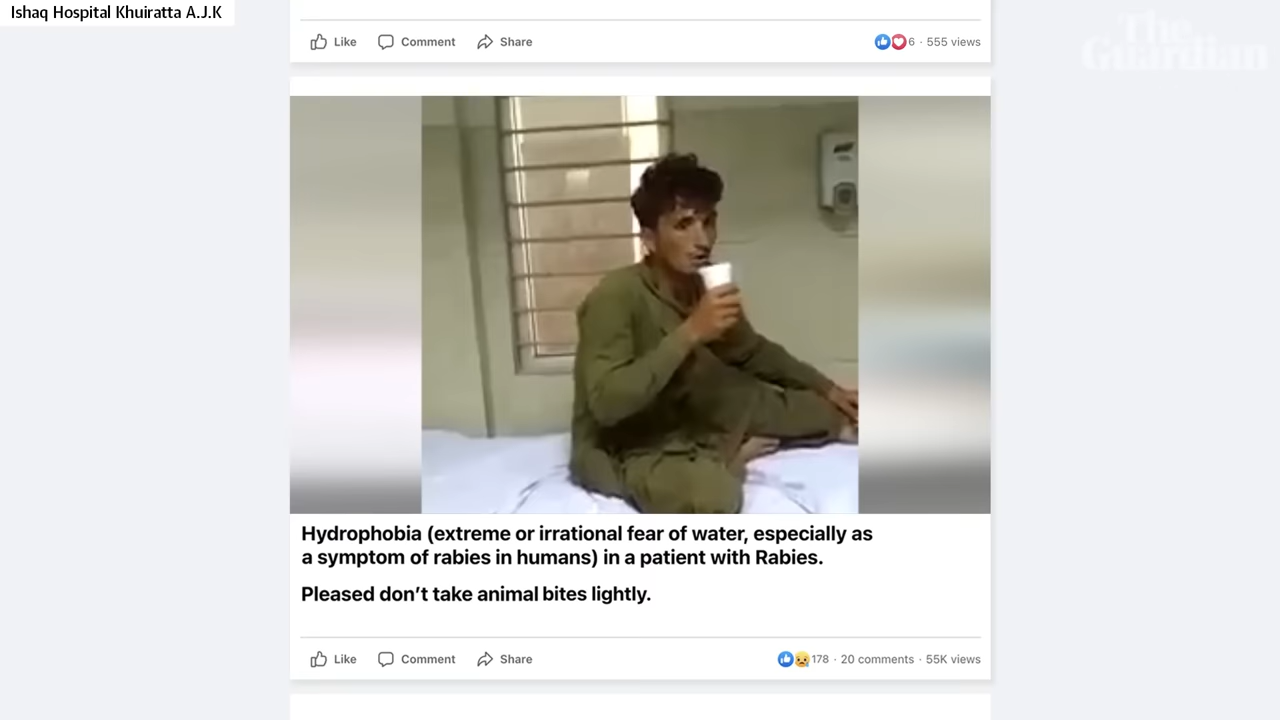 Ishaq Hospital Khuiratta A.J.K
The
Guardian
Like Comment Share 6 · 555 views
Hydrophobia (extreme or irrational fear of water, especially as
a symptom of rabies in humans) in a patient with Rabies.
Pleased don't take animal bites lightly.
Like Comment Share 178 · 20 comments · 55K views